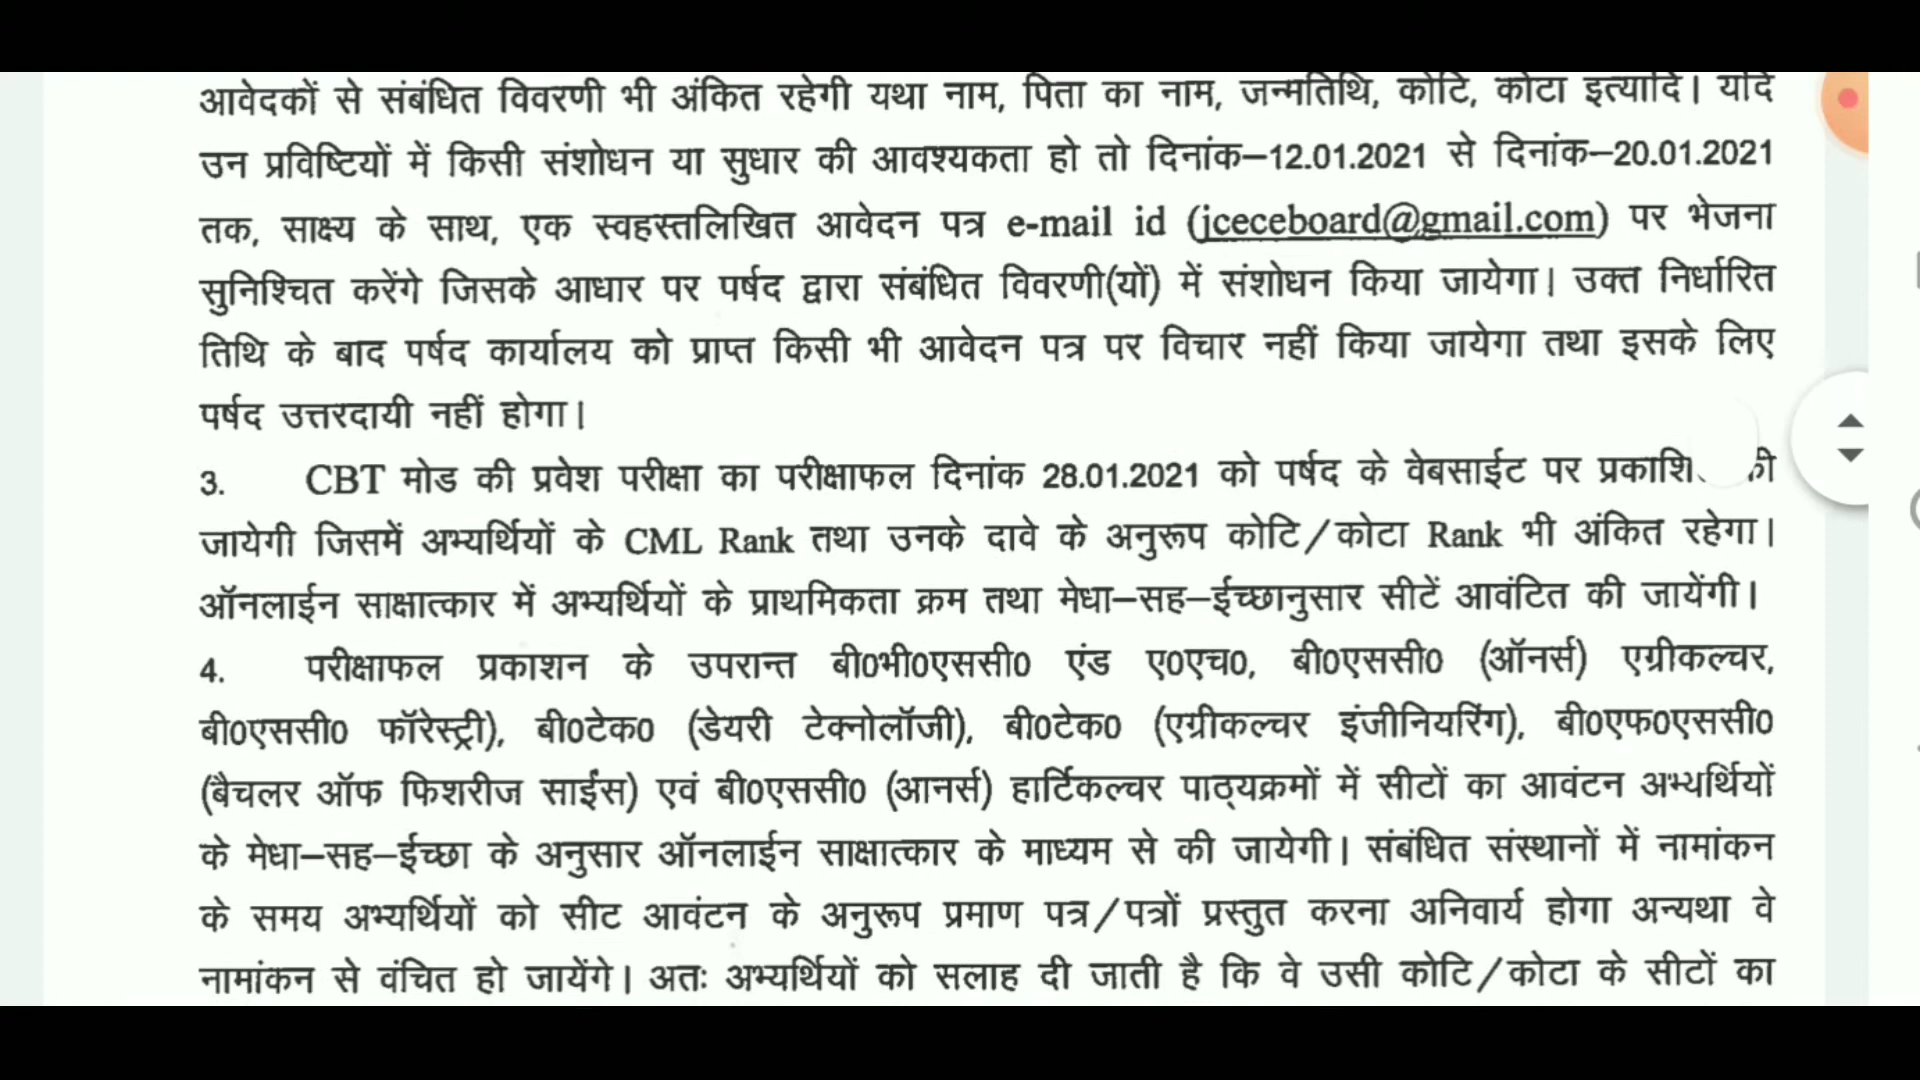 आवेदकों से संबंधित विवरणी भी अंकित रहेगी यथा नाम, पिता का नाम, जन्मतिथि, कोटि, कोटा इत्यादि। यदि
उन प्रविष्टियों में किसी संशोधन या सुधार की आवश्यकता हो तो दिनांक–12.01.2021 से दिनांक–20.01.2021
तक, साक्ष्य के साथ, एक स्वहस्तलिखित आवेदन पत्र e-mail id (jceceboard@gmail.com) पर भेजना
सुनिश्चित करेंगे जिसके आधार पर पर्षद द्वारा संबंधित विवरणी(यों) में संशोधन किया जायेगा। उक्त निर्धारित
तिथि के बाद पर्षद कार्यालय को प्राप्त किसी भी आवेदन पत्र पर विचार नहीं किया जायेगा तथा इसके लिए
पर्षद उत्तरदायी नहीं होगा।
3. CBT मोड की प्रवेश परीक्षा का परीक्षाफल दिनांक 28.01.2021 को पर्षद के वेबसाईट पर की
जायेगी जिसमें अभ्यर्थियों के CML Rank तथा उनके दावे के अनुरूप कोटि/कोटा Rank भी अंकित रहेगा।
ऑनलाईन साक्षात्कार में अभ्यर्थियों के प्राथमिकता क्रम तथा मेधा–सह–ईच्छानुसार सीटें आवंटित की जायेंगी।
4. परीक्षाफल प्रकाशन के उपरान्त बी0भी0एससी0 एंड ए0एच0, बी0एससी0 (ऑनर्स) एग्रीकल्चर,
बी0एससी0 फॉरेस्ट्री), बी0टेक0 (डेयरी टेक्नोलॉजी), बी0टेक0 (एग्रीकल्चर इंजीनियरिंग), बी0एफ0एससी0
(बैचलर ऑफ फिशरीज साईंस) एवं बी0एससी0 (आनर्स) हार्टिकल्चर पाठ्यक्रमों में सीटों का आवंटन अभ्यर्थियों
के मेधा–सह–ईच्छा के अनुसार ऑनलाईन साक्षात्कार के माध्यम से की जायेगी। संबंधित संस्थानों में नामांकन
के समय अभ्यर्थियों को सीट आवंटन के अनुरूप प्रमाण पत्र/पत्रों प्रस्तुत करना अनिवार्य होगा अन्यथा वे
नामांकन से वंचित हो जायेंगे। अतः अभ्यर्थियों को सलाह दी जाती है कि वे उसी कोटि/कोटा के सीटों का